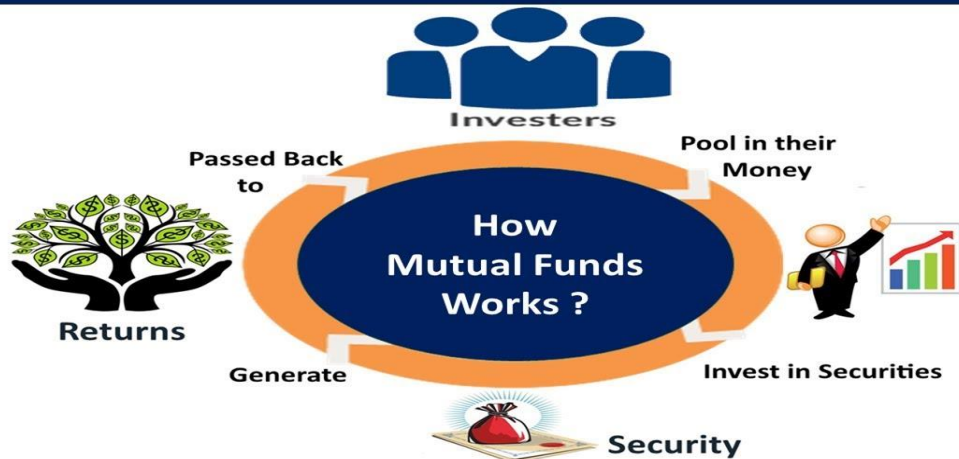 Investers
Passed Back
to
Pool in their
Money
How
Mutual Funds
Works ?
Returns
Generate
Invest in Securities
Security